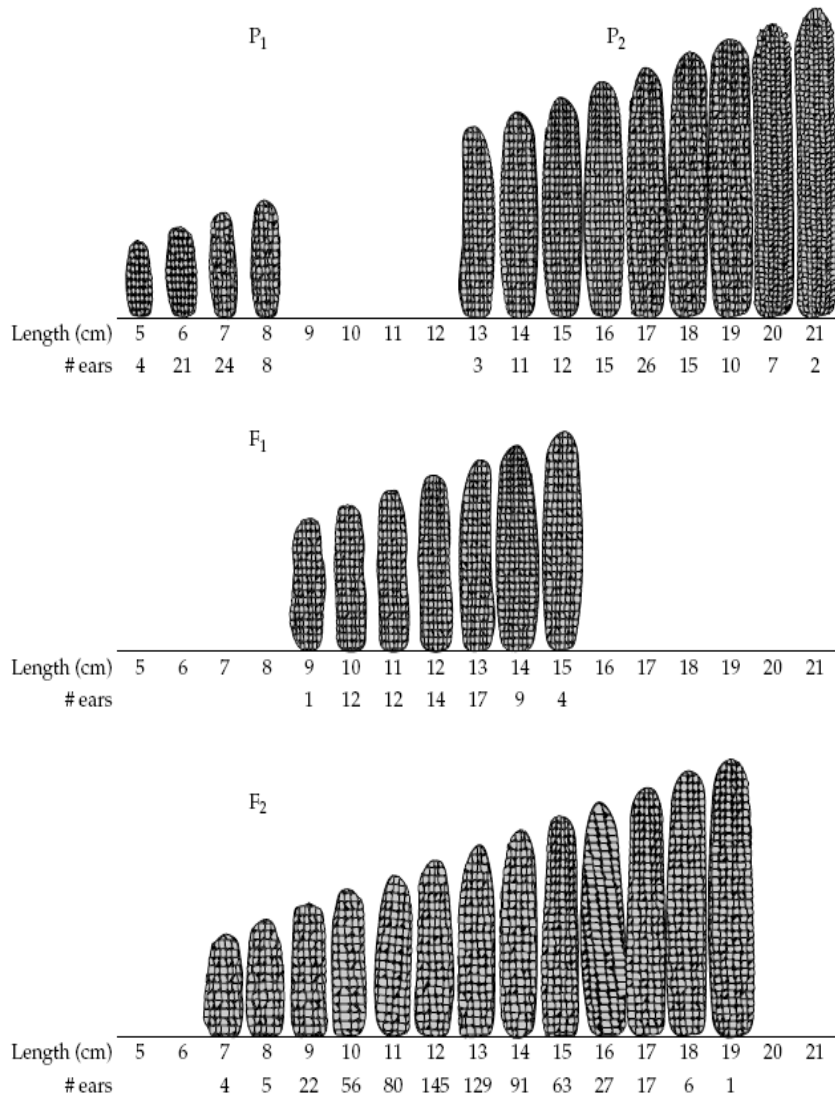 P1 P2
Length (cm) 5 6 7 8 9 10 11 12 13 14 15 16 17 18 19 20 21
# ears 4 21 24 8 3 11 12 15 26 15 10 7 2
F1
Length (cm) 5 6 7 8 9 10 11 12 13 14 15 16 17 18 19 20 21
# ears 1 12 12 14 17 9 4
F2
Length (cm) 5 6 7 8 9 10 11 12 13 14 15 16 17 18 19 20 21
# ears 4 5 22 56 80 145 129 91 63 27 17 6 1